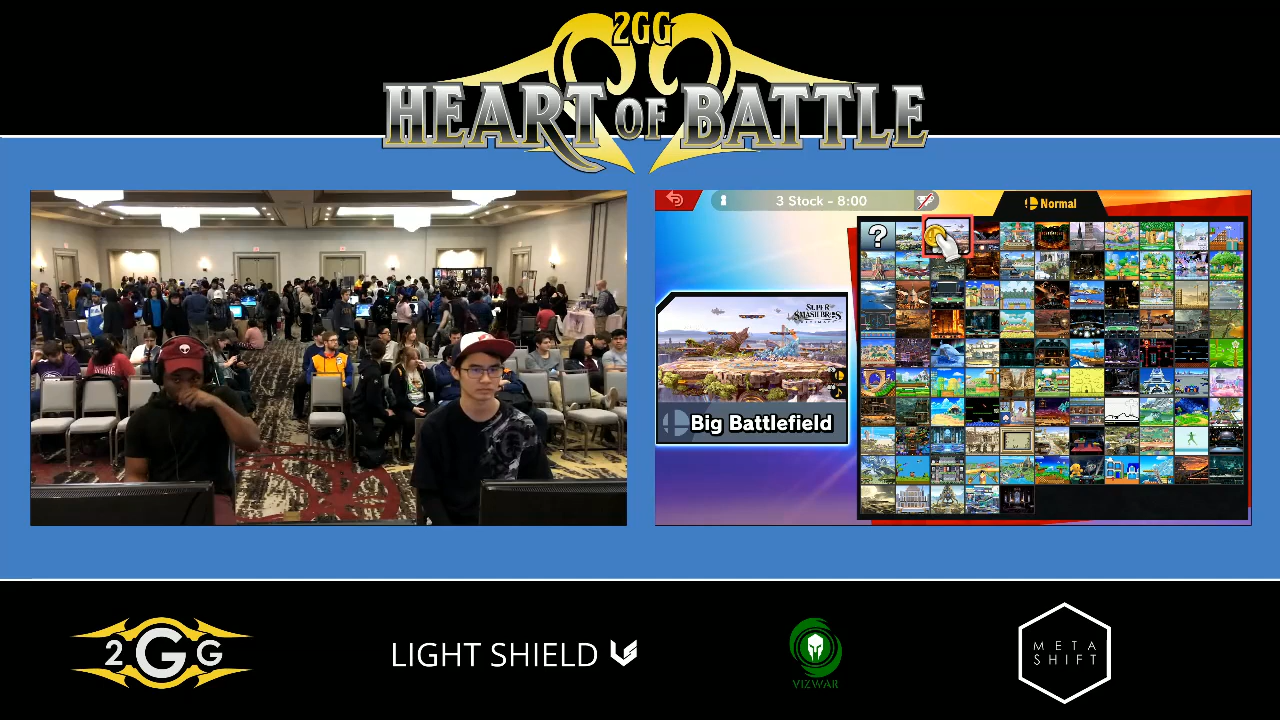 2GG
HEART OF BATTLE
3 Stock - 8:00
Normal
?
SUPER
SMASH BROS.
ULTIMATE
Big Battlefield
2GG
LIGHT SHIELD
VIZWAR
META
SHIFT